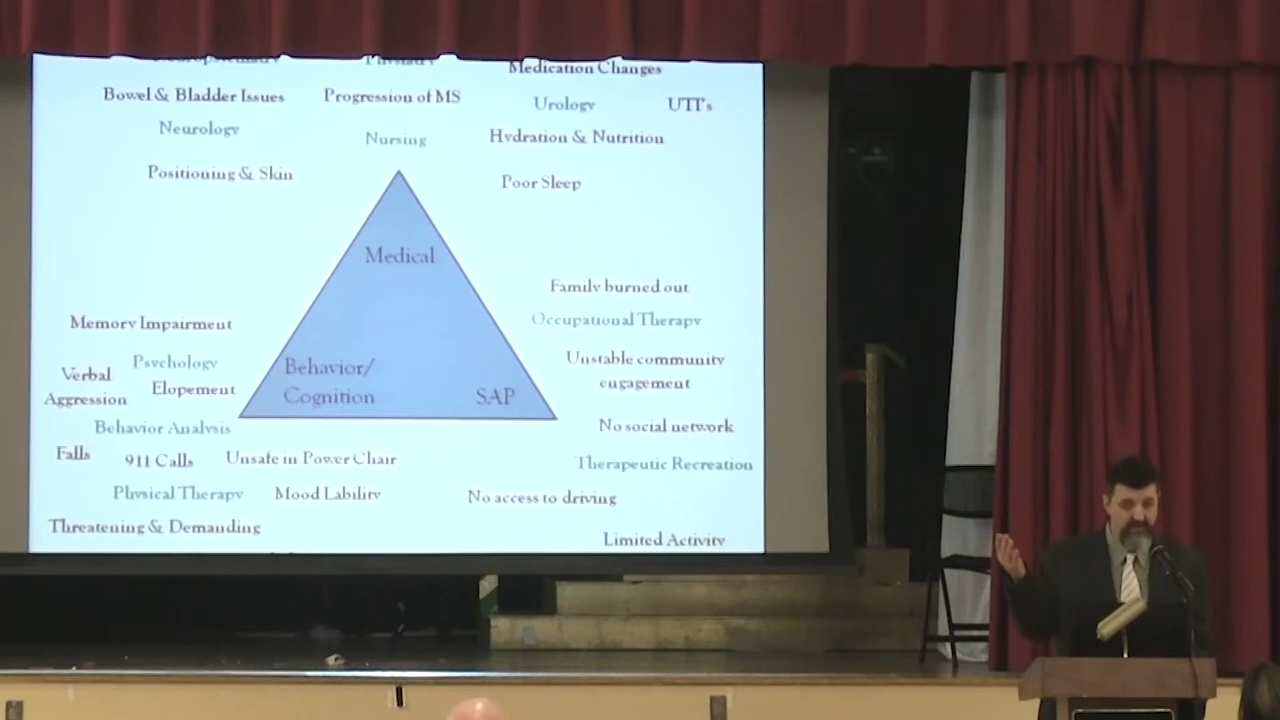 Medication Changes
Bowel & Bladder Issues
Progression of MS
Urology
UTI's
Neurology
Nursing
Hydration & Nutrition
Positioning & Skin
Poor Sleep
Medical
Family burned out
Occupational Therapy
Memory Impairment
Psychology
Verbal
Aggression
Elopement
Behavior/
Cognition
SAP
Unstable community
engagement
Behavior Analysis
No social network
Falls
911 Calls
Unsafe in Power Chair
Therapeutic Recreation
Physical Therapy
Mood Lability
No access to driving
Threatening & Demanding
Limited Activity